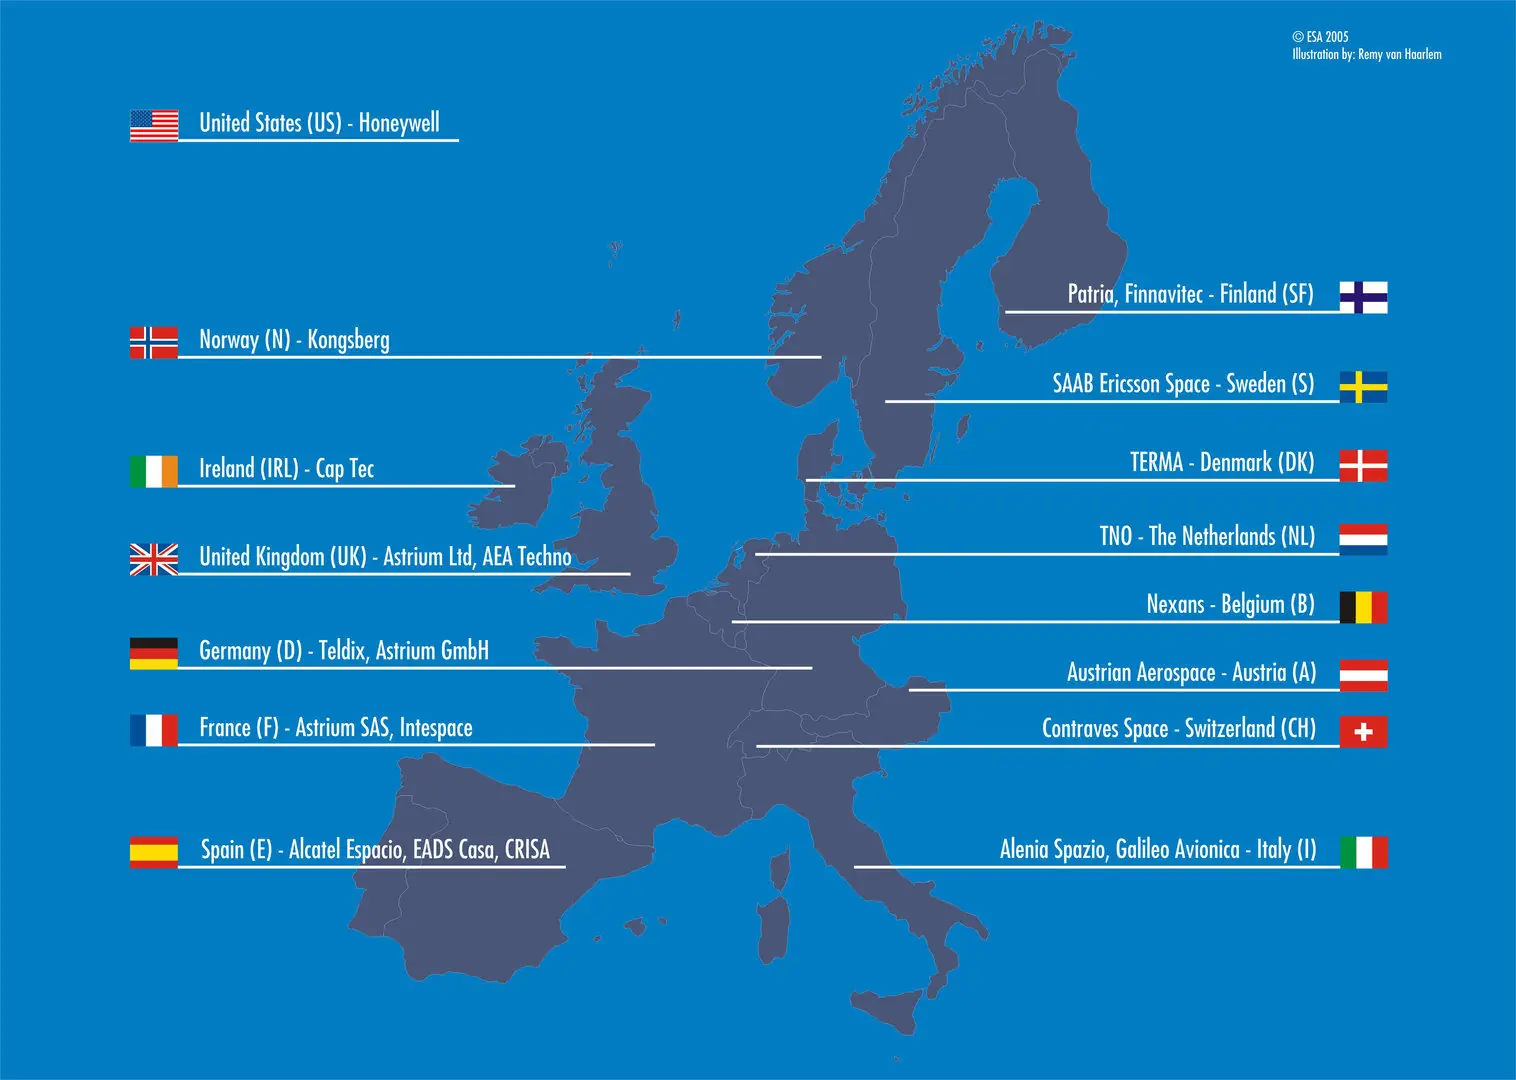 © ESA 2005
Illustration by: Remy van Haarlem
United States (US) - Honeywell
Norway (N) - Kongsberg
Ireland (IRL) - Cap Tec
United Kingdom (UK) - Astrium Ltd, AEA Techno
Germany (D) - Teldix, Astrium GmbH
France (F) - Astrium SAS, Intespace
Spain (E) - Alcatel Espacio, EADS Casa, CRISA
Patria, Finnavitec - Finland (SF)
SAAB Ericsson Space - Sweden (S)
TERMA - Denmark (DK)
TNO - The Netherlands (NL)
Nexans - Belgium (B)
Austrian Aerospace - Austria (A)
Contraves Space - Switzerland (CH)
Alenia Spazio, Galileo Avionica - Italy (I)